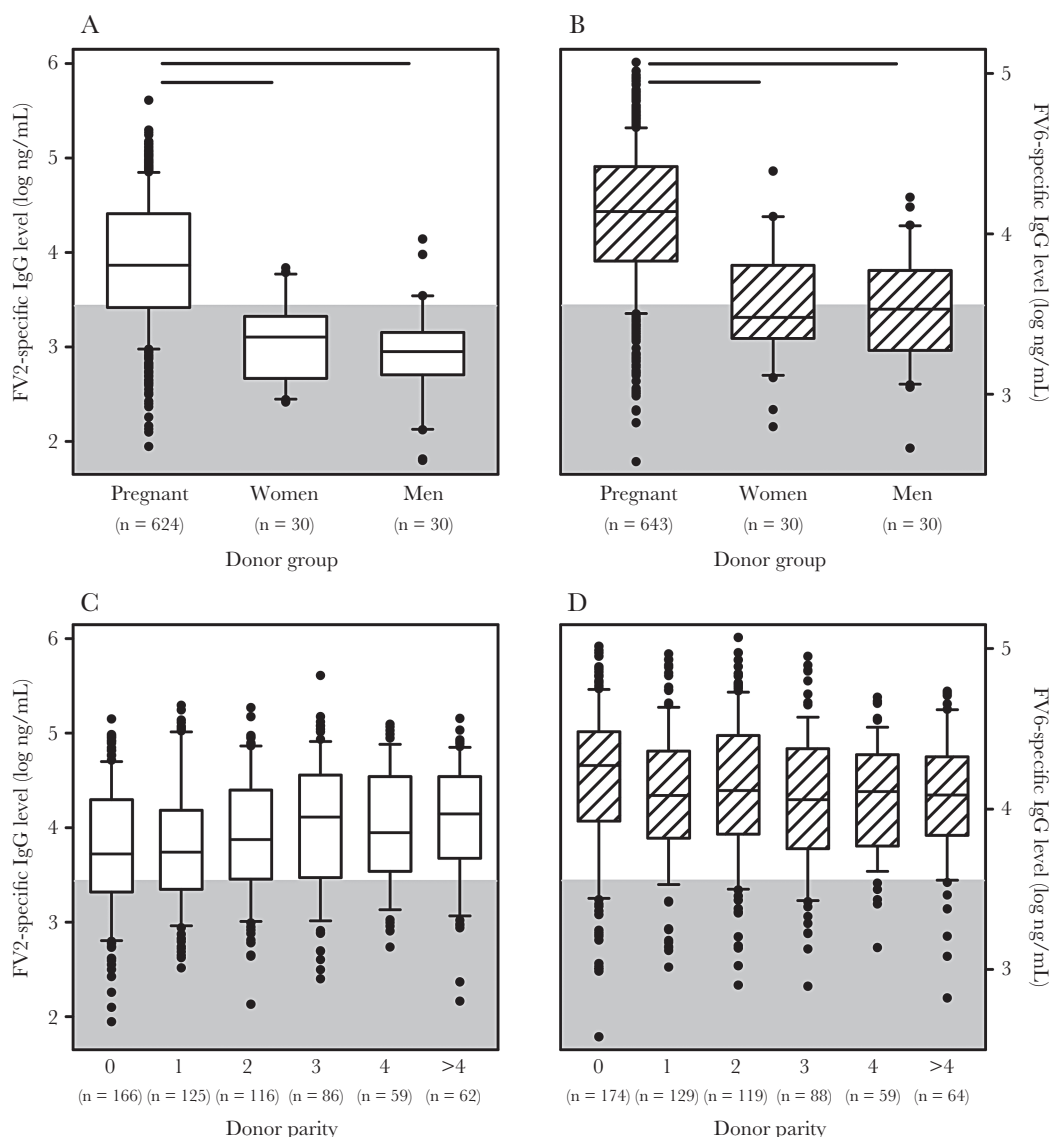 A
B
FV2-specific IgG level (log ng/mL)
6
5
4
3
2
5
4
3
FV6-specific IgG level (log ng/mL)
Pregnant Women Men
(n = 624) (n = 30) (n = 30)
Donor group
Pregnant Women Men
(n = 643) (n = 30) (n = 30)
Donor group
C
D
FV2-specific IgG level (log ng/mL)
6
5
4
3
2
5
4
3
FV6-specific IgG level (log ng/mL)
0 1 2 3 4 >4
(n = 166) (n = 125) (n = 116) (n = 86) (n = 59) (n = 62)
Donor parity
0 1 2 3 4 >4
(n = 174) (n = 129) (n = 119) (n = 88) (n = 59) (n = 64)
Donor parity